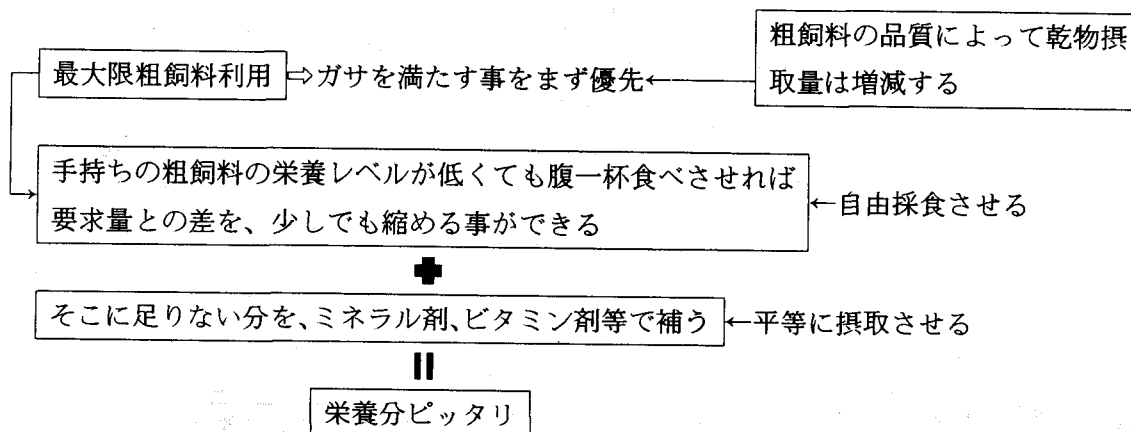 粗飼料の品質によって乾物摂
取量は増減する
最大限粗飼料利用⇨ガサを満たす事をまず優先←
手持ちの粗飼料の栄養レベルが低くても腹一杯食べさせれば
要求量との差を、少しでも縮める事ができる
←自由採食させる
+
そこに足りない分を、ミネラル剤、ビタミン剤等で補う←平等に摂取させる
=
栄養分ピッタリ